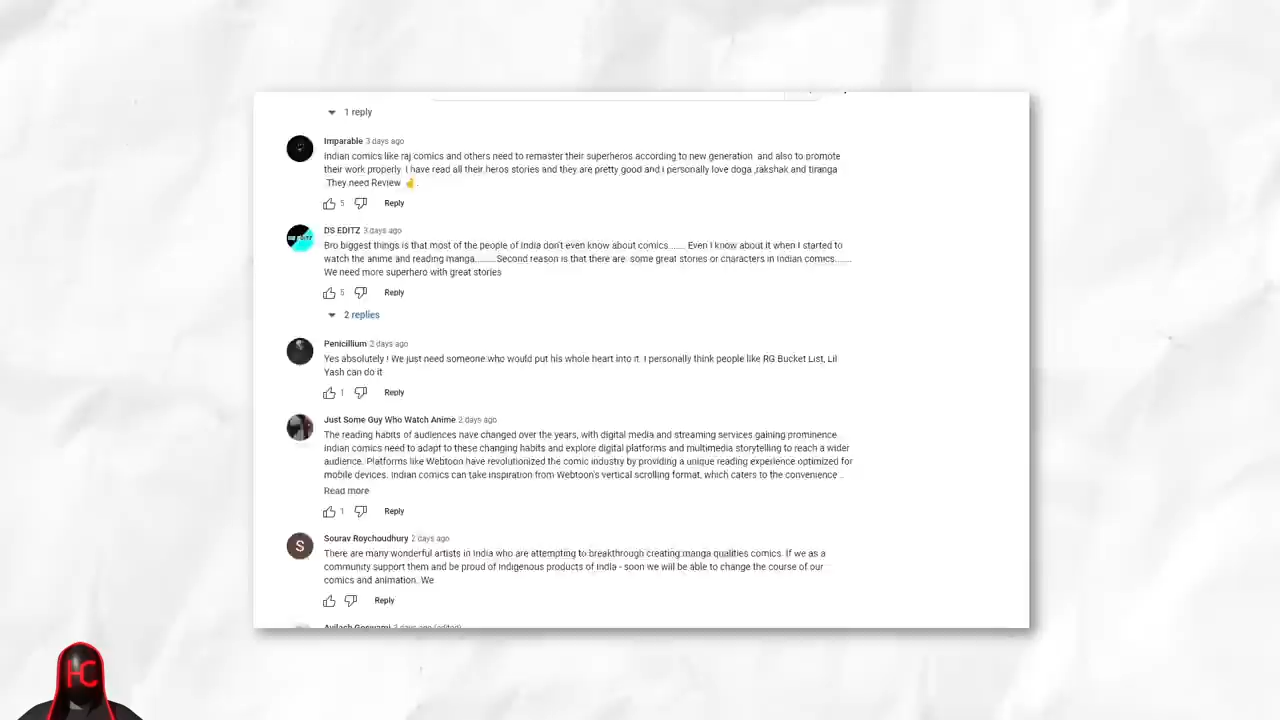 1 reply
Imparable 3 days ago
Indian comics like raj comics and others need to remaster their superheros according to new generation and also to promote
their work properly. i have read all their heros stories and they are pretty good and i personally love doga ,rakshak and tiranga
They need Review 🤌.
5 Reply
DS EDITZ 3 days ago
Bro biggest things is that most of the people of India don't even know about comics....... Even I know about it when I started to
watch the anime and reading manga.........Second reason is that there are some great stories or characters in Indian comics.......
We need more superhero with great stories
5 Reply
2 replies
Penicillium 2 days ago
Yes absolutely ! We just need someone who would put his whole heart into it. I personally think people like RG Bucket List, Lil
Yash can do it
1 Reply
Just Some Guy Who Watch Anime 2 days ago
The reading habits of audiences have changed over the years, with digital media and streaming services gaining prominence
Indian comics need to adapt to these changing habits and explore digital platforms and multimedia storytelling to reach a wider
audience. Platforms like Webtoon have revolutionized the comic industry by providing a unique reading experience optimized for
mobile devices. Indian comics can take inspiration from Webtoon's vertical scrolling format, which caters to the convenience ..
Read more
1 Reply
S
Sourav Roychoudhury 2 days ago
There are many wonderful artists in India who are attempting to breakthrough creating manga qualities comics. If we as a
community support them and be proud of indigenous products of India - soon we will be able to change the course of our
comics and animation. We
Reply
Avilash Goswami 3 days ago (edited)
HC